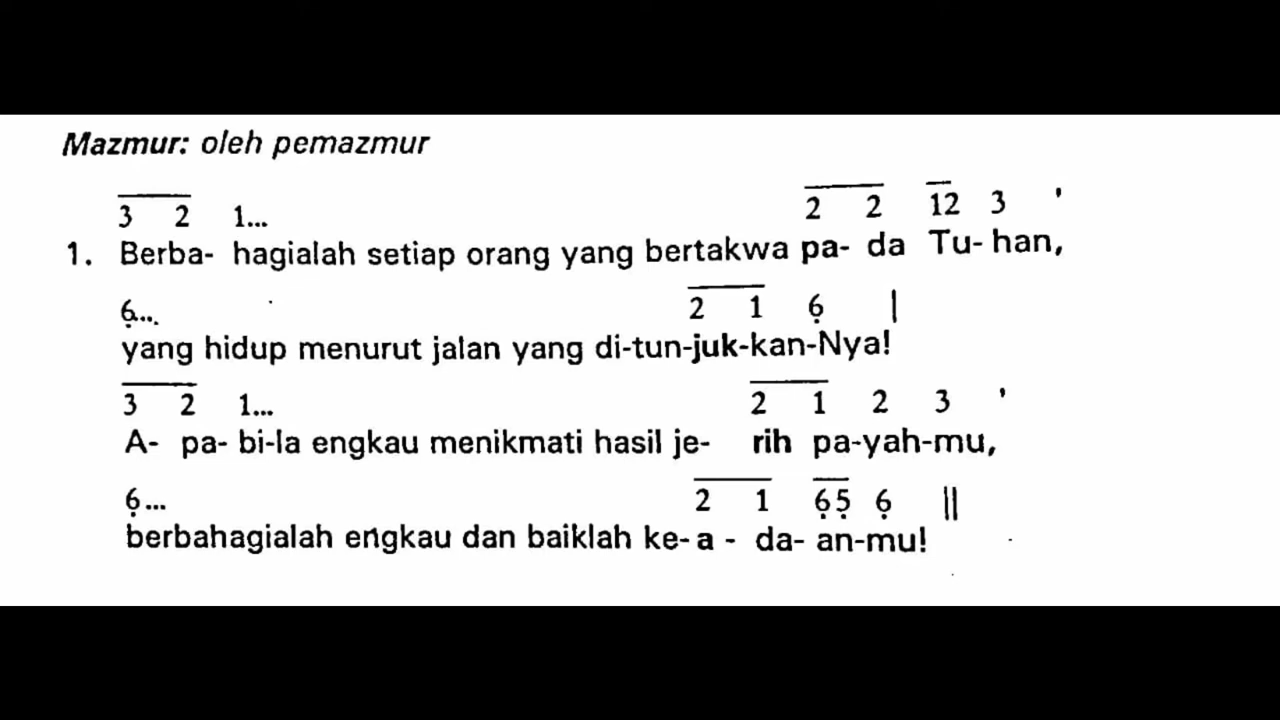 Mazmur: oleh pemazmur
3 2 1... 2 2 12 3 '
1. Berba- hagialah setiap orang yang bertakwa pa- da Tu- han,
6̣... 2 1 6̣ |
yang hidup menurut jalan yang di-tun-juk-kan-Nya!
3 2 1... 2 1 2 3 '
A- pa- bi-la engkau menikmati hasil je- rih pa-yah-mu,
6̣... 2 1 6̣5̣ 6̣ ||
berbahagialah engkau dan baiklah ke- a - da- an-mu!